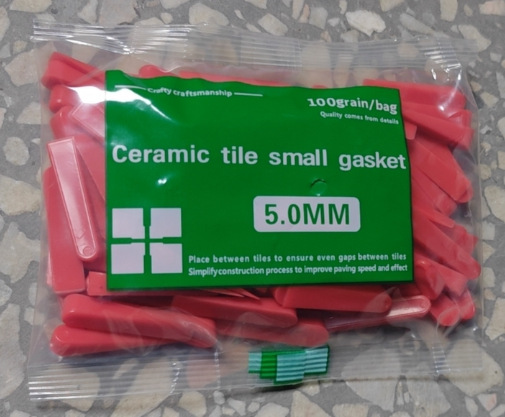 Crafty craftsmanship
100grain/bag
Quality comes from details
Ceramic tile small gasket
5.0MM
Place between tiles to ensure even gaps between tiles
Simplify construction process to improve paving speed and effect